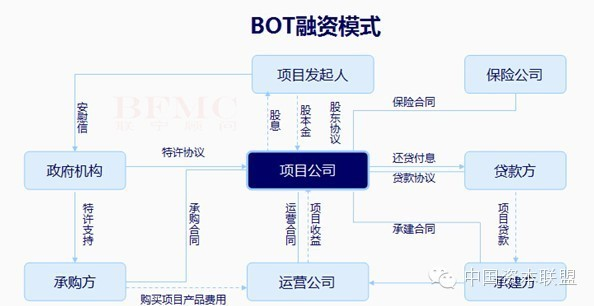 BOT融资模式
项目发起人
保险公司
安慰信
股息
股本金
股东协议
保险合同
BFMC
政府机构
特许协议
项目公司
还贷付息
贷款协议
贷款方
特许支持
承购合同
运营合同
项目收益
承建合同
项目贷款
承购方
购买项目产品费用
运营公司
承建方
中国资本联盟